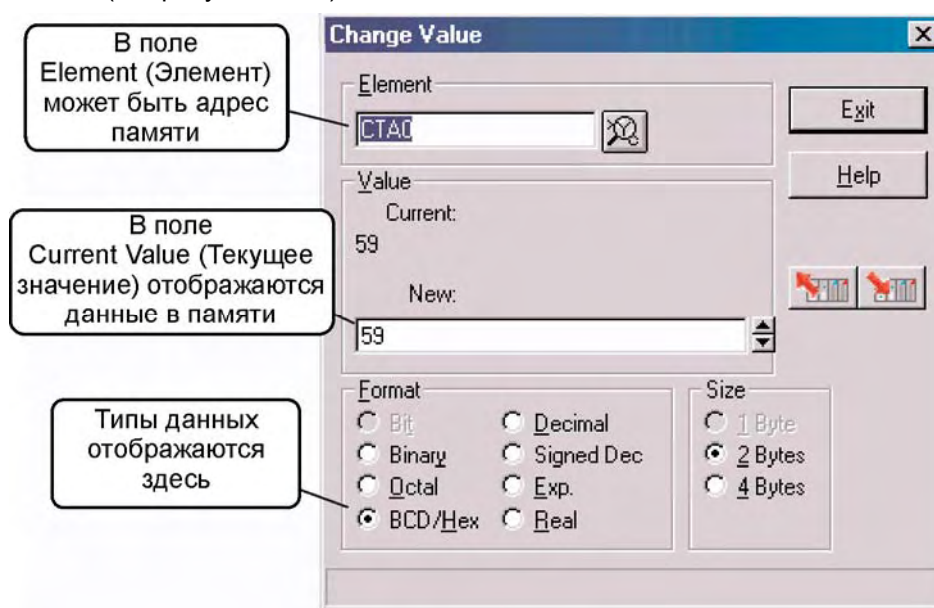 В поле
Element (Элемент)
может быть адрес
памяти
В поле
Current Value (Текущее
значение) отображаются
данные в памяти
Типы данных
отображаются
здесь
Change Value
Element
CTA0
Exit
Help
Value
Current:
59
New:
59
Format
Bit
Decimal
Binary
Signed Dec
Octal
Exp.
BCD/Hex
Real
Size
1 Byte
2 Bytes
4 Bytes